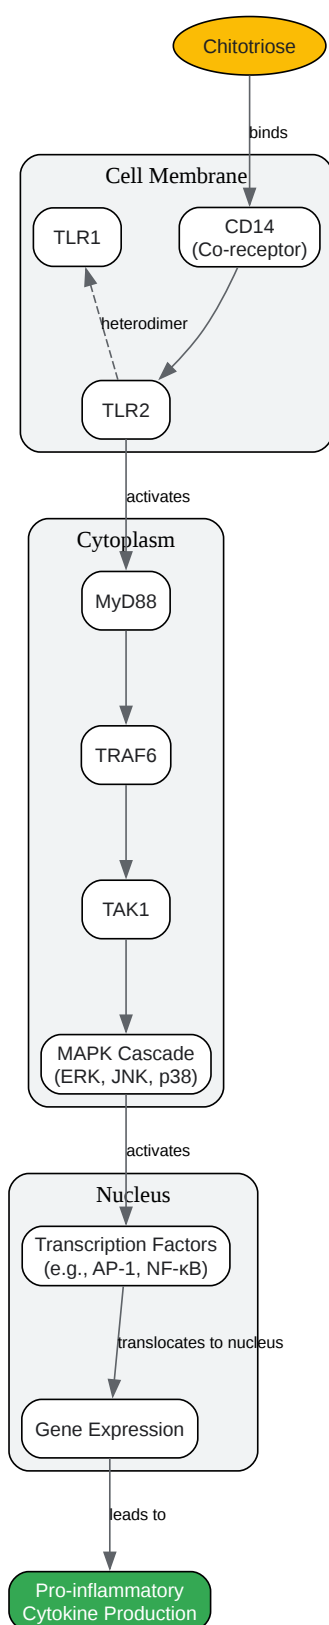 Chitotriose
binds
Cell Membrane
TLR1
CD14
(Co-receptor)
heterodimer
TLR2
activates
Cytoplasm
MyD88
TRAF6
TAK1
MAPK Cascade
(ERK, JNK, p38)
activates
Nucleus
Transcription Factors
(e.g., AP-1, NF-κB)
translocates to nucleus
Gene Expression
leads to
Pro-inflammatory
Cytokine Production